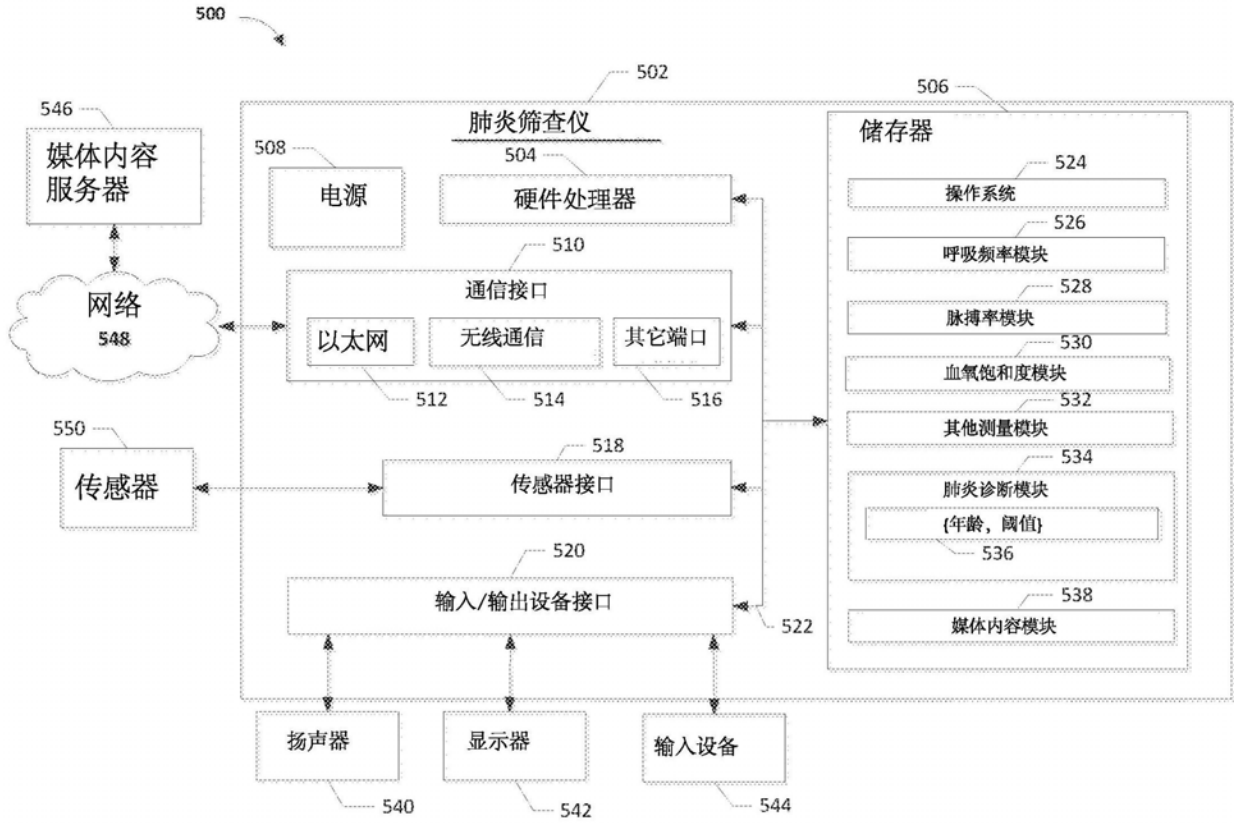 500
502
506
546
媒体内容
服务器
肺炎筛查仪
储存器
508
电源
504
硬件处理器
524
操作系统
526
呼吸频率模块
510
通信接口
528
脉搏率模块
网络
548
以太网
无线通信
其它端口
512
514
516
530
血氧饱和度模块
532
其他测量模块
550
传感器
518
传感器接口
534
肺炎诊断模块
{年龄，阈值}
536
520
输入/输出设备接口
522
538
媒体内容模块
扬声器
显示器
输入设备
540
542
544